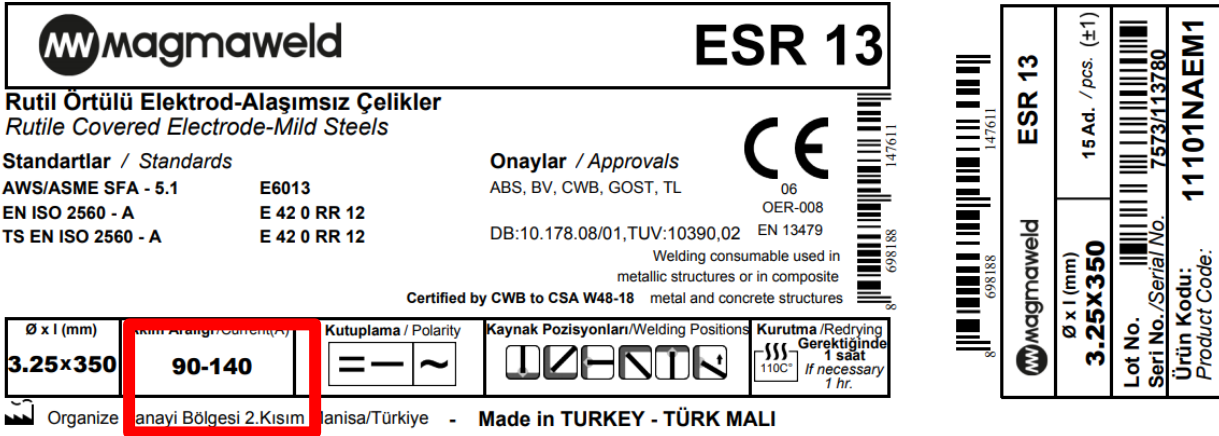 magmaweld
ESR 13
Rutil Örtülü Elektrod-Alaşımsız Çelikler
Rutile Covered Electrode-Mild Steels
Standartlar / Standards
AWS/ASME SFA - 5.1 E6013
EN ISO 2560 - A E 42 0 RR 12
TS EN ISO 2560 - A E 42 0 RR 12
Onaylar / Approvals
ABS, BV, CWB, GOST, TL
DB:10.178.08/01,TUV:10390,02
CE
06
OER-008
EN 13479
Welding consumable used in
metallic structures or in composite
Certified by CWB to CSA W48-18 metal and concrete structures
8 698188 147611
Ø x l (mm)
3.25x350
Akım Aralığı/Current(A)
90-140
Kutuplama / Polarity
= — ~
Kaynak Pozisyonları/Welding Positions
Kurutma /Redrying
110C°
Gerektiğinde
1 saat
If necessary
1 hr.
Organize Sanayi Bölgesi 2.Kısım Manisa/Türkiye - Made in TURKEY - TÜRK MALI
8 698188 147611
magmaweld ESR 13
Ø x l (mm)
3.25X350
15 Ad. / pcs. (±1)
Lot No.
Seri No./Serial No. 7573/113780
Ürün Kodu: 11101NAEM1
Product Code: